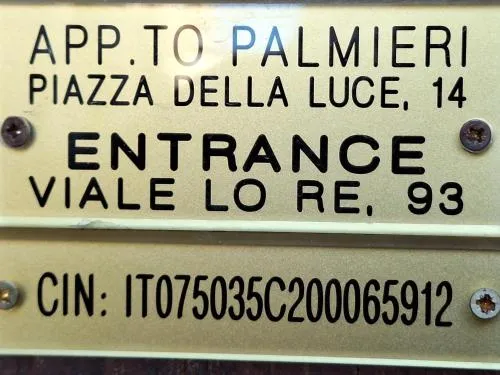 APP.TO PALMIERI
PIAZZA DELLA LUCE, 14
ENTRANCE
VIALE LO RE, 93
CIN: IT075035C200065912